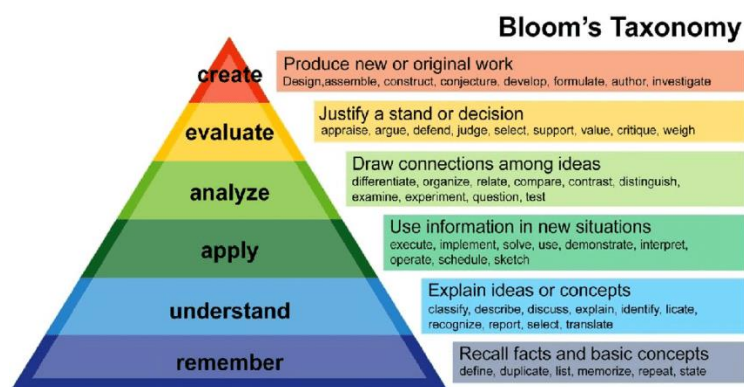 Bloom's Taxonomy
create
Produce new or original work
Design,assemble, construct, conjecture, develop, formulate, author, investigate
evaluate
Justify a stand or decision
appraise, argue, defend, judge, select, support, value, critique, weigh
analyze
Draw connections among ideas
differentiate, organize, relate, compare, contrast, distinguish,
examine, experiment, question, test
apply
Use information in new situations
execute, implement, solve, use, demonstrate, interpret,
operate, schedule, sketch
understand
Explain ideas or concepts
classify, describe, discuss, explain, identify, licate,
recognize, report, select, translate
remember
Recall facts and basic concepts
define, duplicate, list, memorize, repeat, state